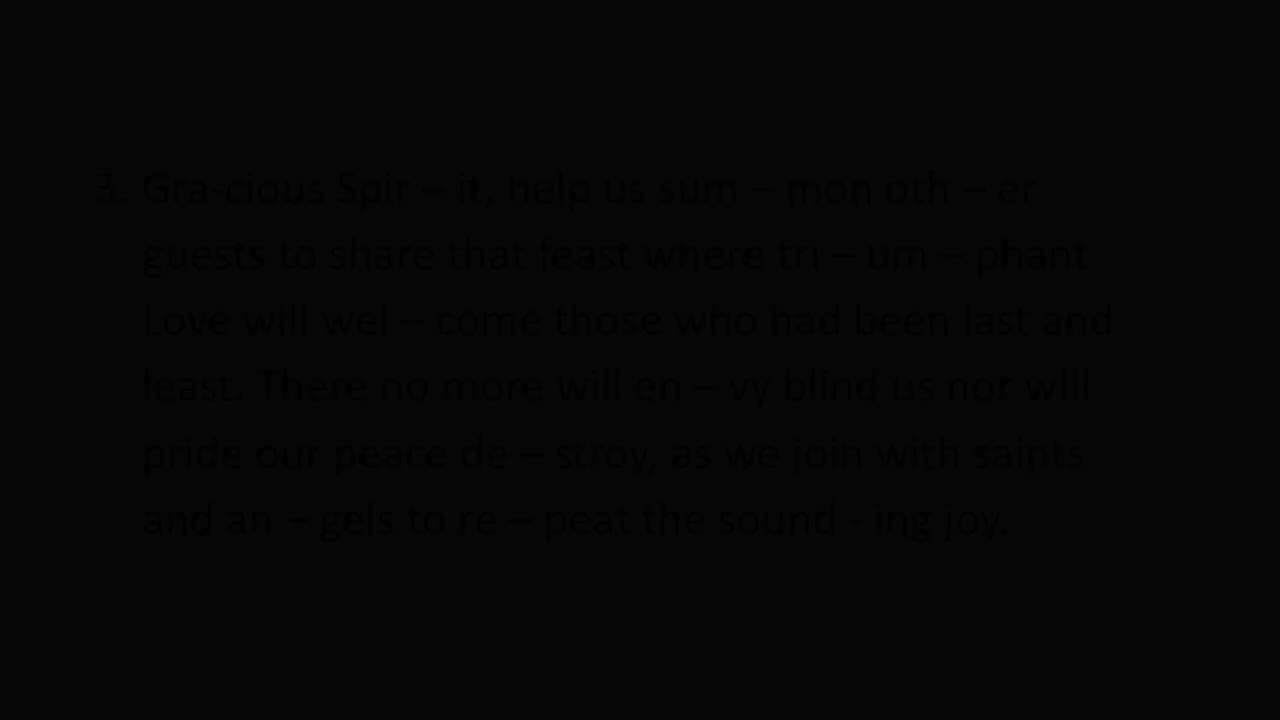 3. Gra-cious Spir – it, help us sum – mon oth – er
guests to share that feast where tri – um – phant
Love will wel – come those who had been last and
least. There no more will en – vy blind us nor will
pride our peace de – stroy, as we join with saints
and an – gels to re – peat the sound - ing joy.